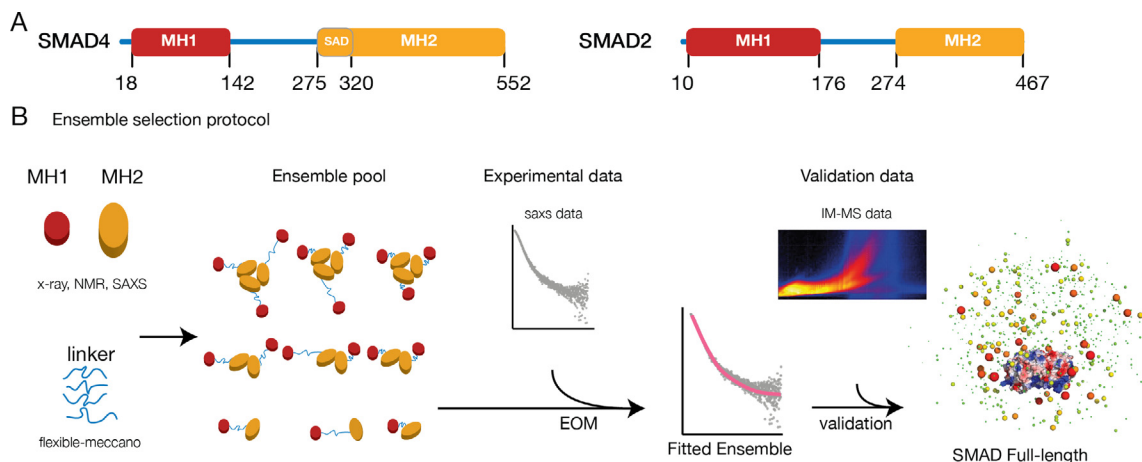 A
SMAD4 MH1 SAD MH2
18 142 275 320 552
SMAD2 MH1 MH2
10 176 274 467
B Ensemble selection protocol
MH1 MH2
x-ray, NMR, SAXS
linker
flexible-meccano
Ensemble pool
Experimental data
saxs data
EOM
Fitted Ensemble
Validation data
IM-MS data
validation
SMAD Full-length